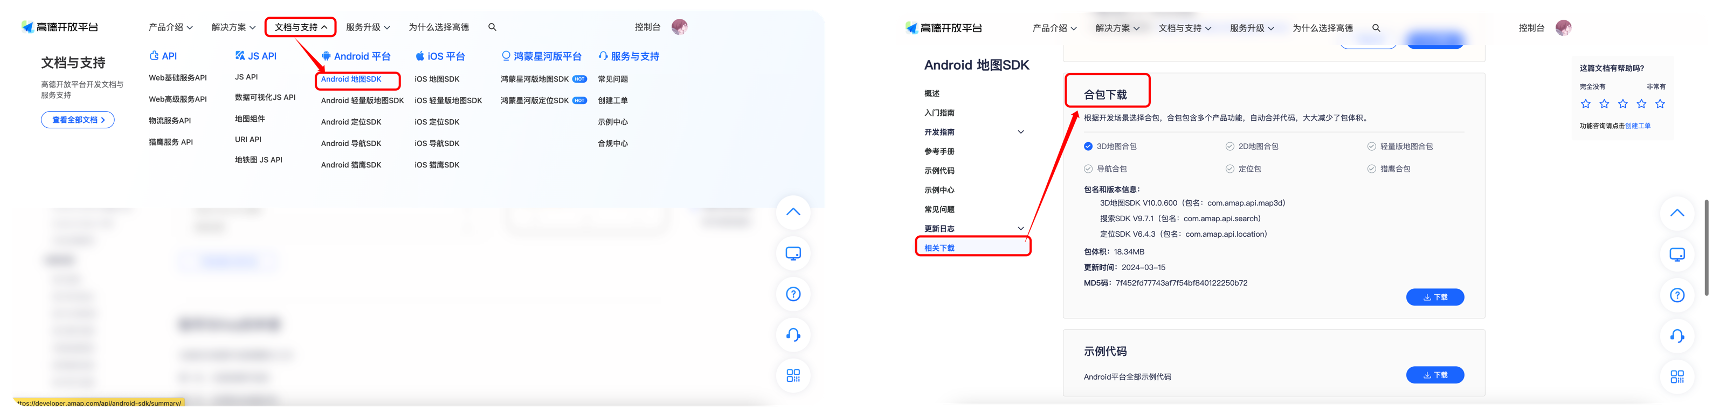 高德开放平台
产品介绍
解决方案
文档与支持
服务升级
为什么选择高德
控制台
文档与支持
高德开放平台开发文档与
服务支持
查看全部文档
API
Web基础服务API
Web高级服务API
物流服务API
猎鹰服务 API
JS API
JS API
数据可视化JS API
地图组件
URI API
地铁图 JS API
Android 平台
Android 地图SDK
Android 轻量版地图SDK
Android 定位SDK
Android 导航SDK
Android 猎鹰SDK
iOS 平台
iOS 地图SDK
iOS 轻量版地图SDK
iOS 定位SDK
iOS 导航SDK
iOS 猎鹰SDK
鸿蒙星河版平台
鸿蒙星河版地图SDK HOT
鸿蒙星河版定位SDK HOT
服务与支持
常见问题
创建工单
示例中心
合规中心
ttps://developer.amap.com/api/android-sdk/summary/
高德开放平台
产品介绍
解决方案
文档与支持
服务升级
为什么选择高德
控制台
Android 地图SDK
概述
入门指南
开发指南
参考手册
示例代码
示例中心
常见问题
更新日志
相关下载
合包下载
根据开发场景选择合包，合包包含多个产品功能，自动合并代码，大大减少了包体积。
3D地图合包
2D地图合包
轻量版地图合包
导航合包
定位包
猎鹰合包
包名和版本信息：
3D地图SDK V10.0.600（包名：com.amap.api.map3d）
搜索SDK V9.7.1（包名：com.amap.api.search）
定位SDK V6.4.3（包名：com.amap.api.location）
包体积：18.34MB
更新时间：2024-03-15
MD5码：7f452fd77743af7f54bf840122250b72
下载
示例代码
Android平台全部示例代码
下载
这篇文档有帮助吗？
完全没有
非常有
功能咨询请点击创建工单